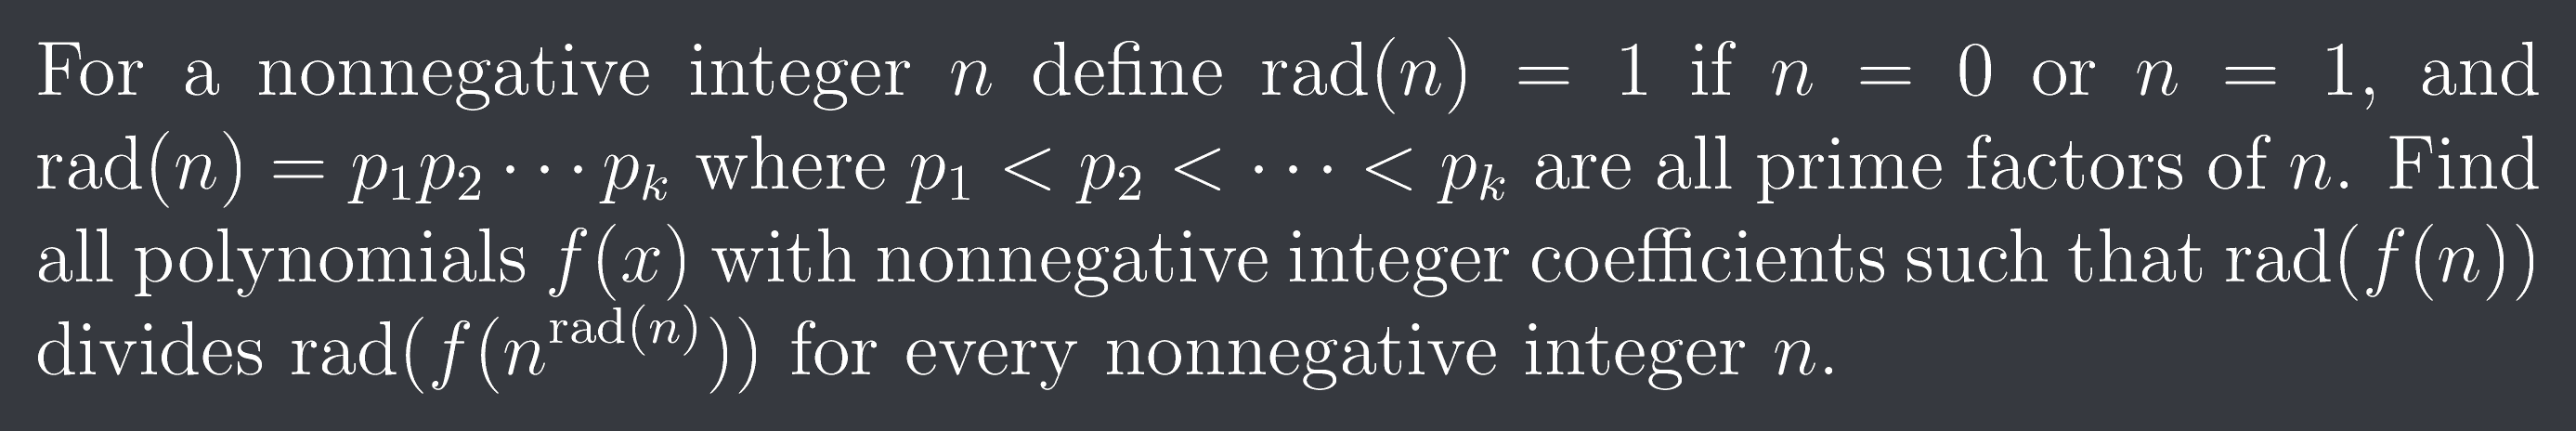 For a nonnegative integer n define rad(n) = 1 if n = 0 or n = 1, and
rad(n) = p₁p₂ ⋯ pₖ where p₁ < p₂ < ⋯ < pₖ are all prime factors of n. Find
all polynomials f(x) with nonnegative integer coefficients such that rad(f(n))
divides rad(f(n^{rad(n)})) for every nonnegative integer n.